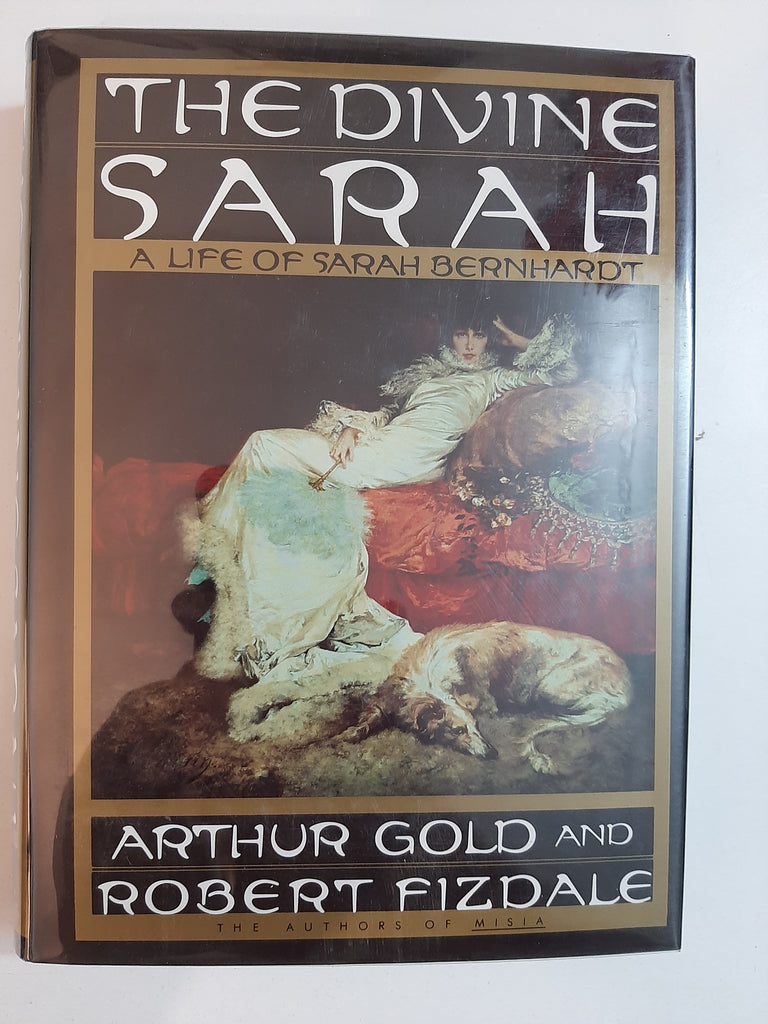 THE DIVINE
SARAH
A LIFE OF SARAH BERNHARDT
ARTHUR GOLD AND
ROBERT FIZDALE
THE AUTHORS OF MISIA